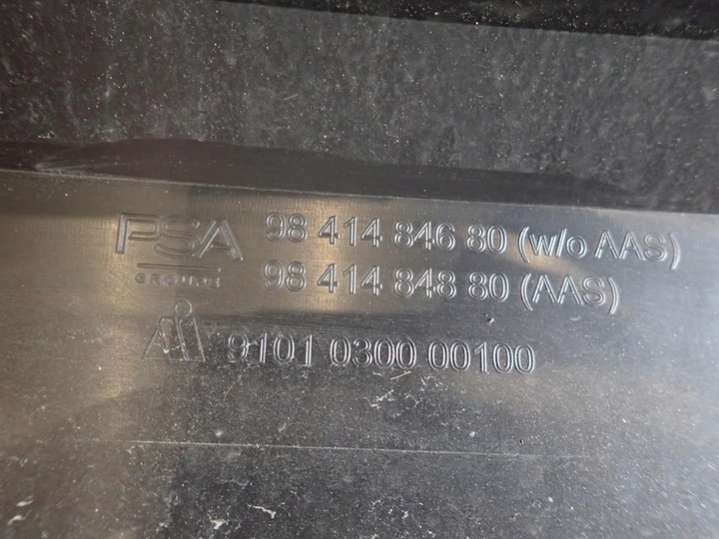 PSA 98 414 846 80 (w/o AAS)
GROUPE 98 414 848 80 (AAS)
9101 0300 00100